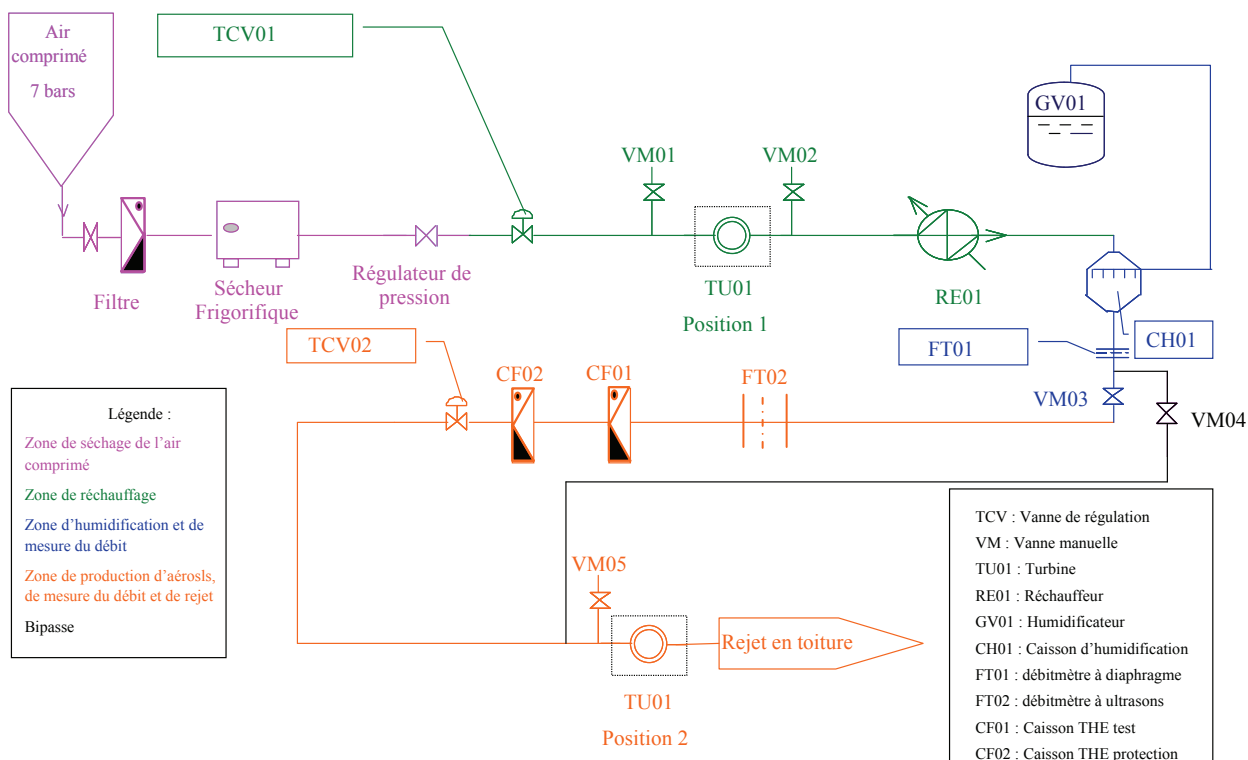 Air
comprimé
7 bars
TCV01
GV01
VM01
VM02
Filtre
Sécheur
Frigorifique
Régulateur de
pression
TU01
Position 1
RE01
CH01
FT01
TCV02
CF02
CF01
FT02
VM03
VM04
Légende :
Zone de séchage de l’air
comprimé
Zone de réchauffage
Zone d’humidification et de
mesure du débit
Zone de production d’aérosls,
de mesure du débit et de rejet
Bipasse
VM05
Rejet en toiture
TU01
Position 2
TCV : Vanne de régulation
VM : Vanne manuelle
TU01 : Turbine
RE01 : Réchauffeur
GV01 : Humidificateur
CH01 : Caisson d’humidification
FT01 : débitmètre à diaphragme
FT02 : débitmètre à ultrasons
CF01 : Caisson THE test
CF02 : Caisson THE protection